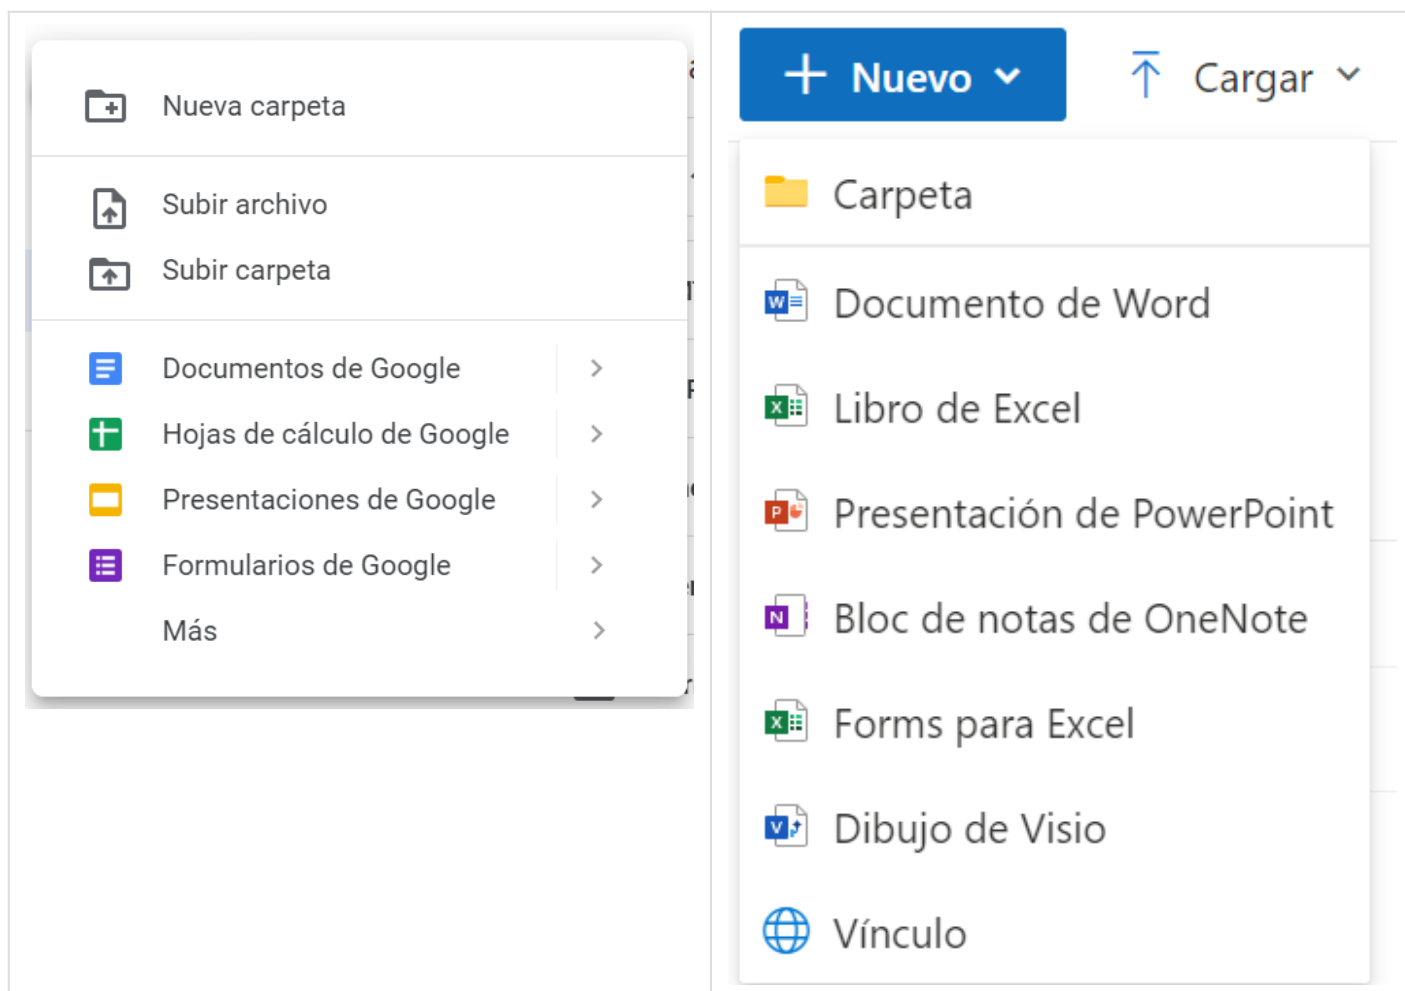 Nueva carpeta
Subir archivo
Subir carpeta
Documentos de Google
Hojas de cálculo de Google
Presentaciones de Google
Formularios de Google
Más
Nuevo
Cargar
Carpeta
Documento de Word
Libro de Excel
Presentación de PowerPoint
Bloc de notas de OneNote
Forms para Excel
Dibujo de Visio
Vínculo